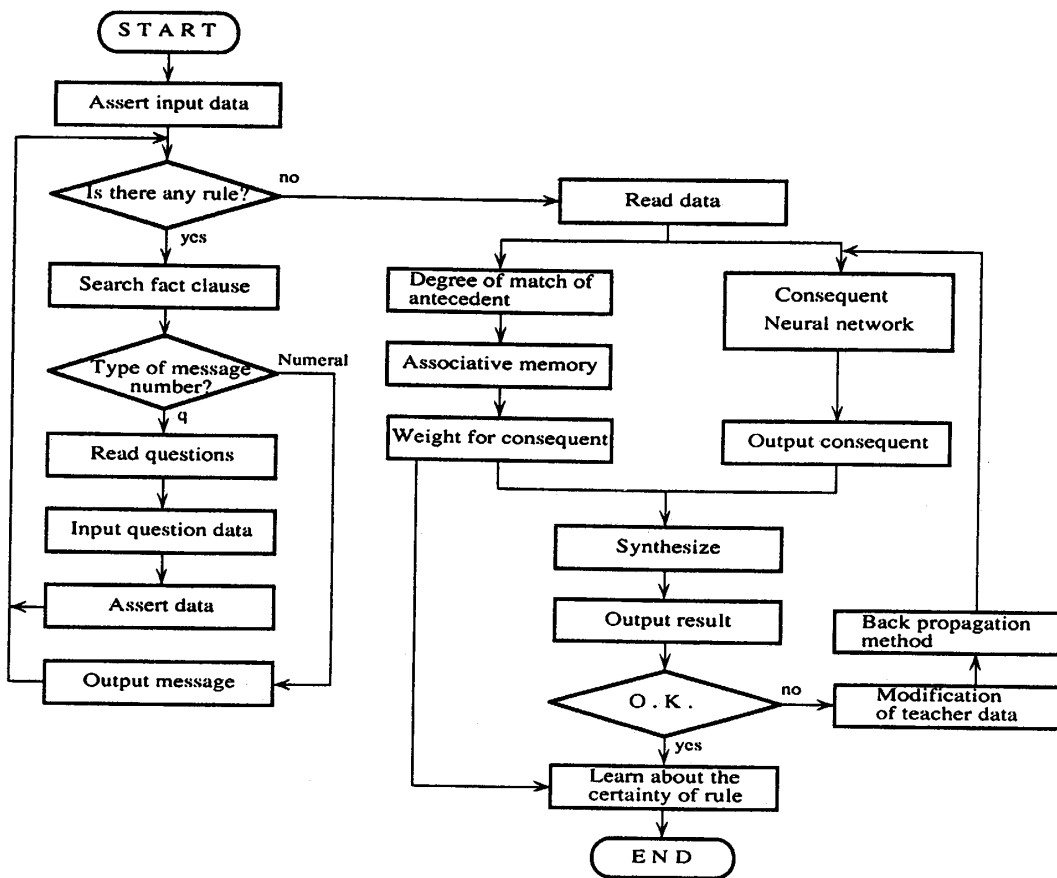 START
Assert input data
Is there any rule?
no
yes
Search fact clause
Type of message
number?
Numeral
q
Read questions
Input question data
Assert data
Output message
Read data
Degree of match of
antecedent
Associative memory
Weight for consequent
Consequent
Neural network
Output consequent
Synthesize
Output result
O.K.
no
yes
Modification
of teacher data
Back propagation
method
Learn about the
certainty of rule
END